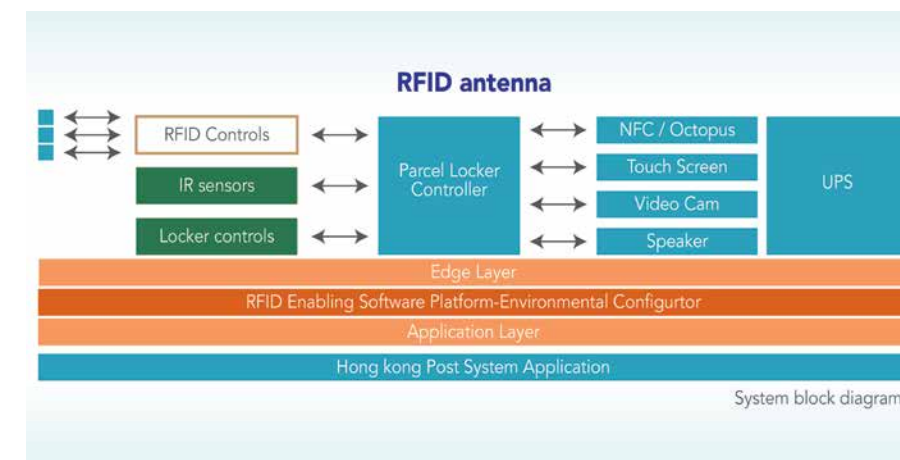 RFID antenna
RFID Controls
IR sensors
Locker controls
Parcel Locker
Controller
NFC / Octopus
Touch Screen
Video Cam
Speaker
UPS
Edge Layer
RFID Enabling Software Platform-Environmental Configurtor
Application Layer
Hong kong Post System Application
System block diagram